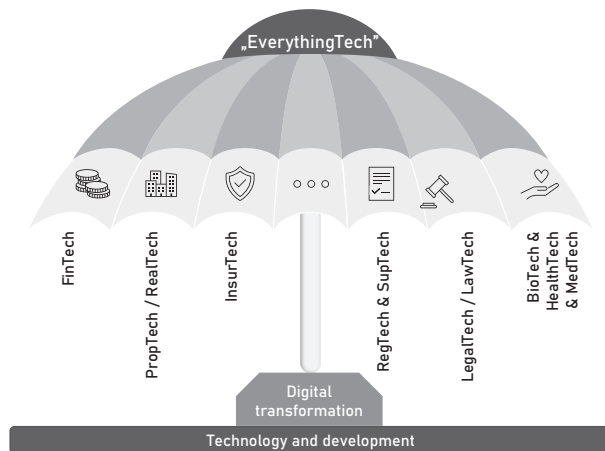 „EverythingTech”
FinTech
PropTech / RealTech
InsurTech
RegTech & SupTech
LegalTech / LawTech
BioTech &
HealthTech
& MedTech
Digital
transformation
Technology and development